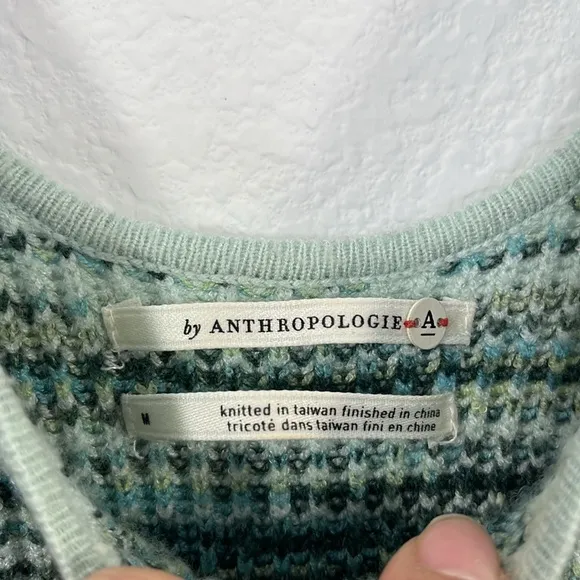 by ANTHROPOLOGIE A
M
knitted in taiwan finished in china
tricoté dans taiwan fini en chine